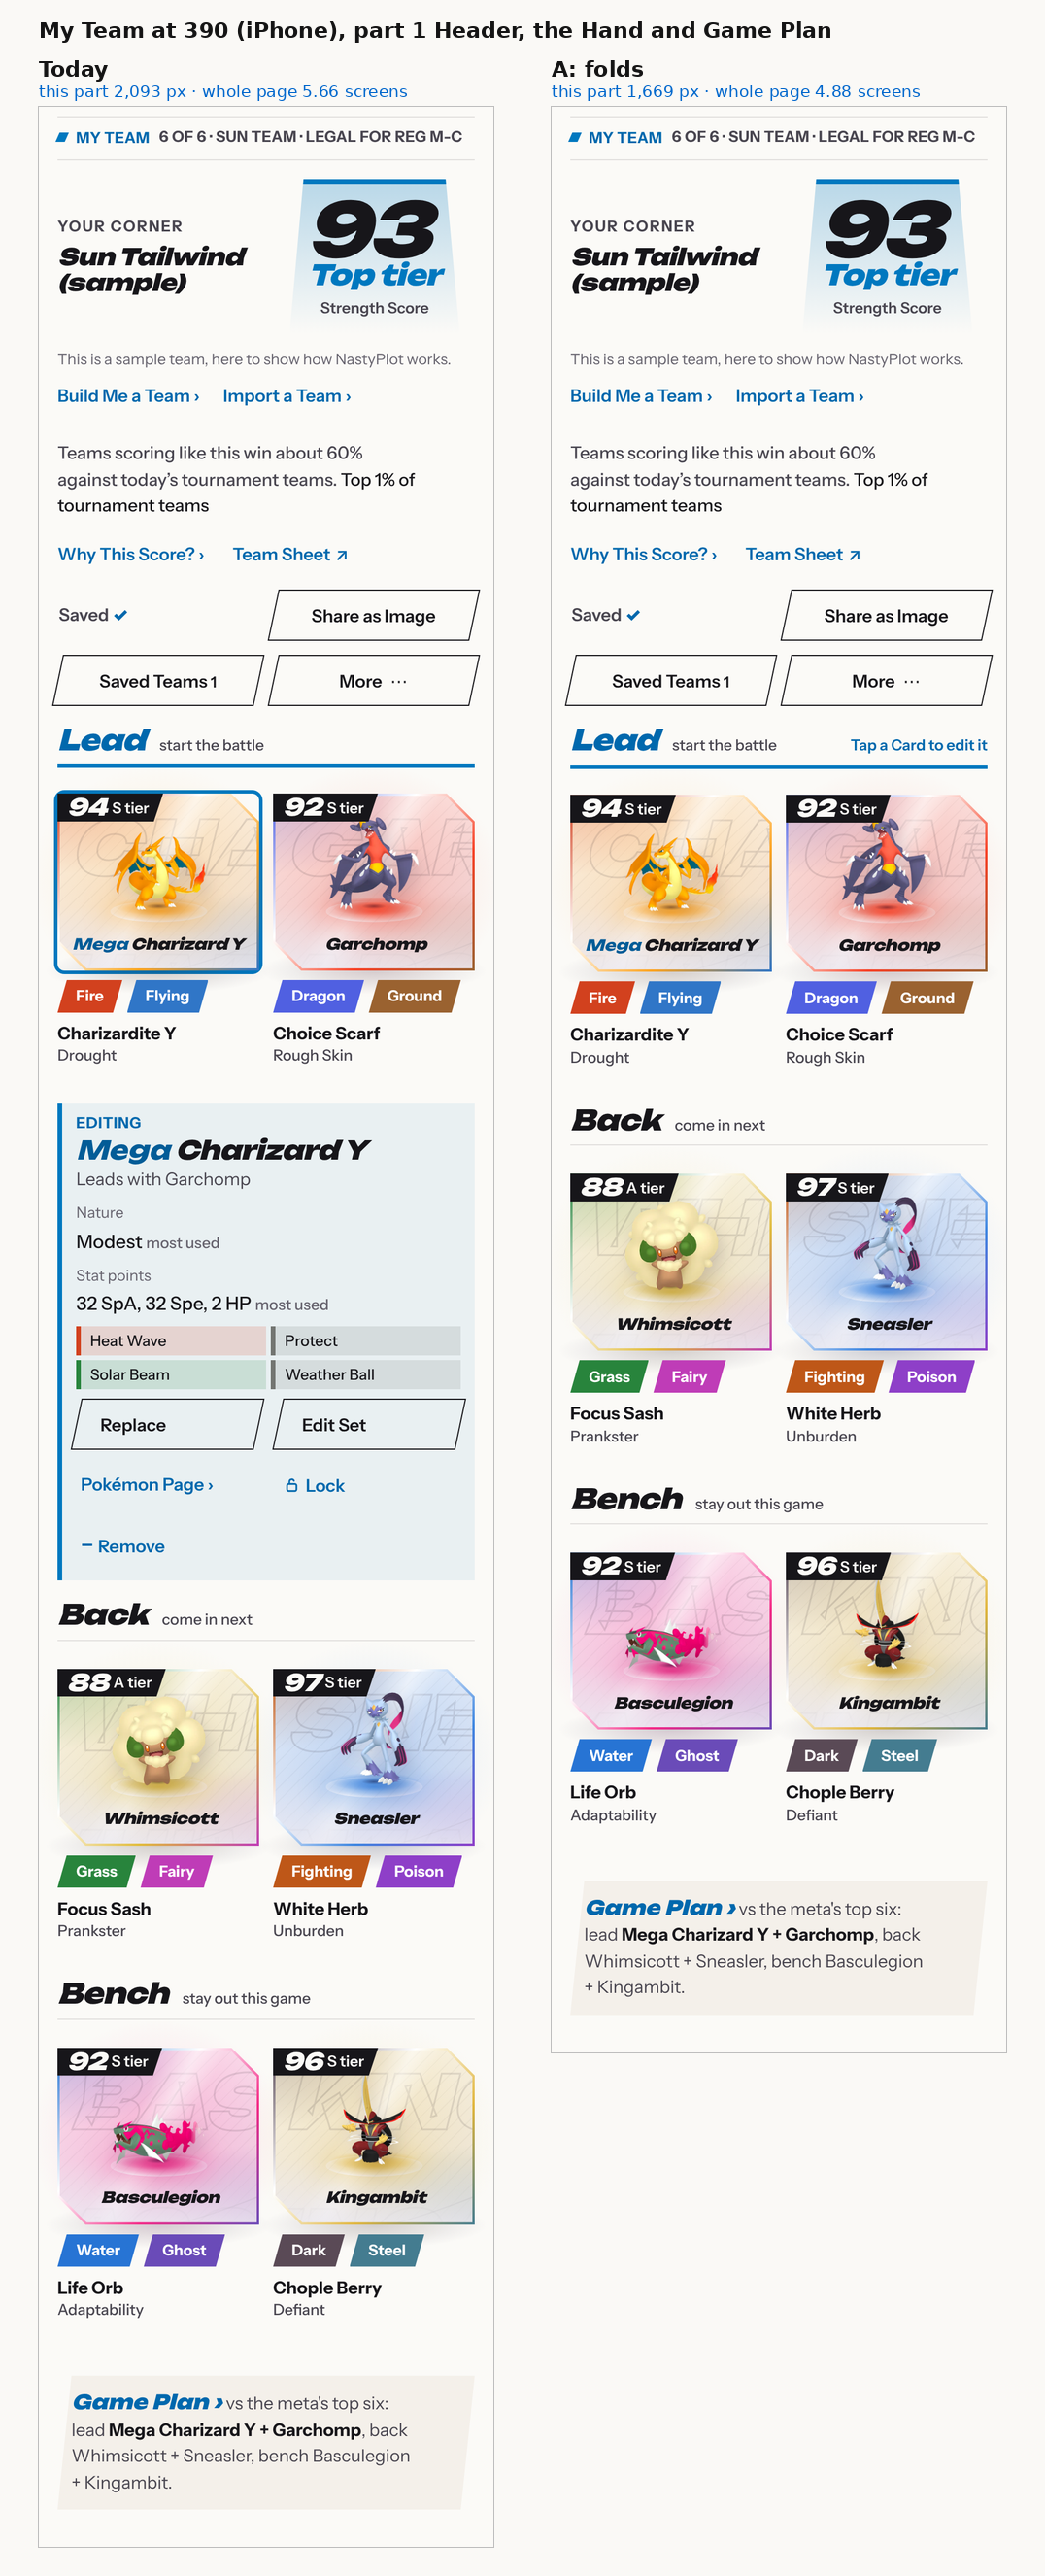 My Team at 390 (iPhone), part 1 Header, the Hand and Game Plan
Today
this part 2,093 px · whole page 5.66 screens
MY TEAM 6 OF 6 · SUN TEAM · LEGAL FOR REG M-C
YOUR CORNER
Sun Tailwind
(sample)
93
Top tier
Strength Score
This is a sample team, here to show how NastyPlot works.
Build Me a Team › Import a Team ›
Teams scoring like this win about 60%
against today's tournament teams. Top 1% of
tournament teams
Why This Score? › Team Sheet ↗
Saved ✓ Share as Image
Saved Teams 1 More ···
Lead start the battle
94 S tier 92 S tier
CHA GAR
Mega Charizard Y Garchomp
Fire Flying Dragon Ground
Charizardite Y Choice Scarf
Drought Rough Skin
EDITING
Mega Charizard Y
Leads with Garchomp
Nature
Modest most used
Stat points
32 SpA, 32 Spe, 2 HP most used
Heat Wave Protect
Solar Beam Weather Ball
Replace Edit Set
Pokémon Page › Lock
− Remove
Back come in next
88 A tier 97 S tier
WHI SNE
Whimsicott Sneasler
Grass Fairy Fighting Poison
Focus Sash White Herb
Prankster Unburden
Bench stay out this game
92 S tier 96 S tier
BAS KING
Basculegion Kingambit
Water Ghost Dark Steel
Life Orb Chople Berry
Adaptability Defiant
Game Plan › vs the meta's top six:
lead Mega Charizard Y + Garchomp, back
Whimsicott + Sneasler, bench Basculegion
+ Kingambit.
A: folds
this part 1,669 px · whole page 4.88 screens
MY TEAM 6 OF 6 · SUN TEAM · LEGAL FOR REG M-C
YOUR CORNER
Sun Tailwind
(sample)
93
Top tier
Strength Score
This is a sample team, here to show how NastyPlot works.
Build Me a Team › Import a Team ›
Teams scoring like this win about 60%
against today's tournament teams. Top 1% of
tournament teams
Why This Score? › Team Sheet ↗
Saved ✓ Share as Image
Saved Teams 1 More ···
Lead start the battle Tap a Card to edit it
94 S tier 92 S tier
CHA GAR
Mega Charizard Y Garchomp
Fire Flying Dragon Ground
Charizardite Y Choice Scarf
Drought Rough Skin
Back come in next
88 A tier 97 S tier
WHI SNE
Whimsicott Sneasler
Grass Fairy Fighting Poison
Focus Sash White Herb
Prankster Unburden
Bench stay out this game
92 S tier 96 S tier
BAS KING
Basculegion Kingambit
Water Ghost Dark Steel
Life Orb Chople Berry
Adaptability Defiant
Game Plan › vs the meta's top six:
lead Mega Charizard Y + Garchomp, back
Whimsicott + Sneasler, bench Basculegion
+ Kingambit.